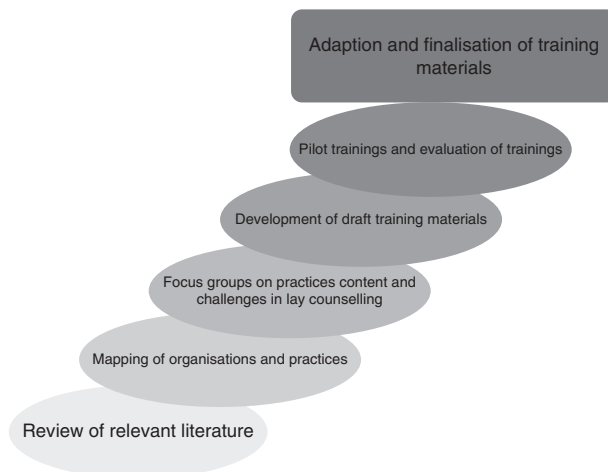 Adaption and finalisation of training
materials
Pilot trainings and evaluation of trainings
Development of draft training materials
Focus groups on practices content and
challenges in lay counselling
Mapping of organisations and practices
Review of relevant literature